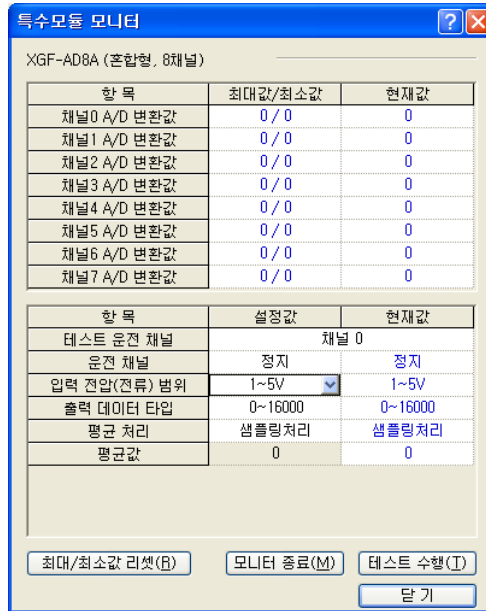 특수모듈 모니터
XGF-AD8A (혼합형, 8채널)
항 목 최대값/최소값 현재값
채널0 A/D 변환값 0 / 0 0
채널1 A/D 변환값 0 / 0 0
채널2 A/D 변환값 0 / 0 0
채널3 A/D 변환값 0 / 0 0
채널4 A/D 변환값 0 / 0 0
채널5 A/D 변환값 0 / 0 0
채널6 A/D 변환값 0 / 0 0
채널7 A/D 변환값 0 / 0 0
항 목 설정값 현재값
테스트 운전 채널 채널 0
운전 채널 정지 정지
입력 전압(전류) 범위 1~5V 1~5V
출력 데이터 타입 0~16000 0~16000
평균 처리 샘플링처리 샘플링처리
평균값 0 0
최대/최소값 리셋(R) 모니터 종료(M) 테스트 수행(T)
닫 기